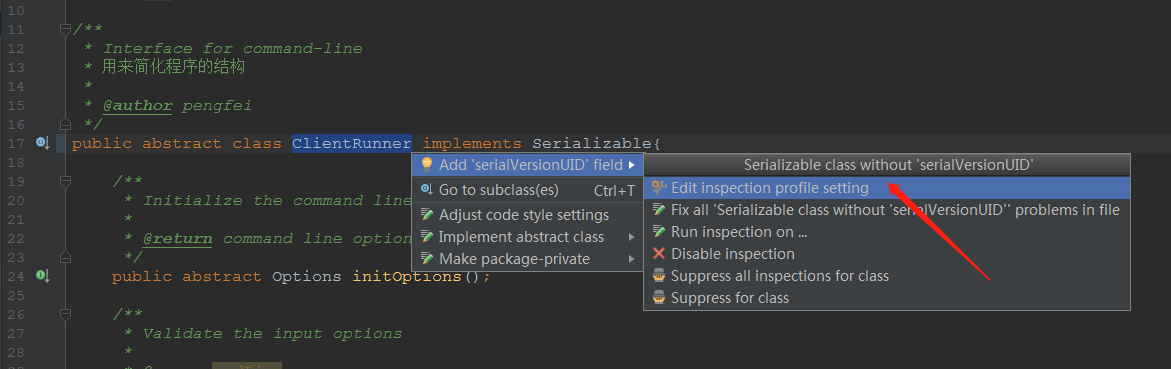 10
11 /**
12 * Interface for command-line
13 * 用来简化程序的结构
14 *
15 * @author pengfei
16 */
17 public abstract class ClientRunner implements Serializable{
18
19 /**
20 * Initialize the command line
21 *
22 * @return command line option
23 */
24 public abstract Options initOptions();
25
26 /**
27 * Validate the input options
28 *
Add 'serialVersionUID' field
Go to subclass(es) Ctrl+T
Adjust code style settings
Implement abstract class
Make package-private
Serializable class without 'serialVersionUID'
Edit inspection profile setting
Fix all 'Serializable class without 'serialVersionUID'' problems in file
Run inspection on ...
Disable inspection
Suppress all inspections for class
Suppress for class